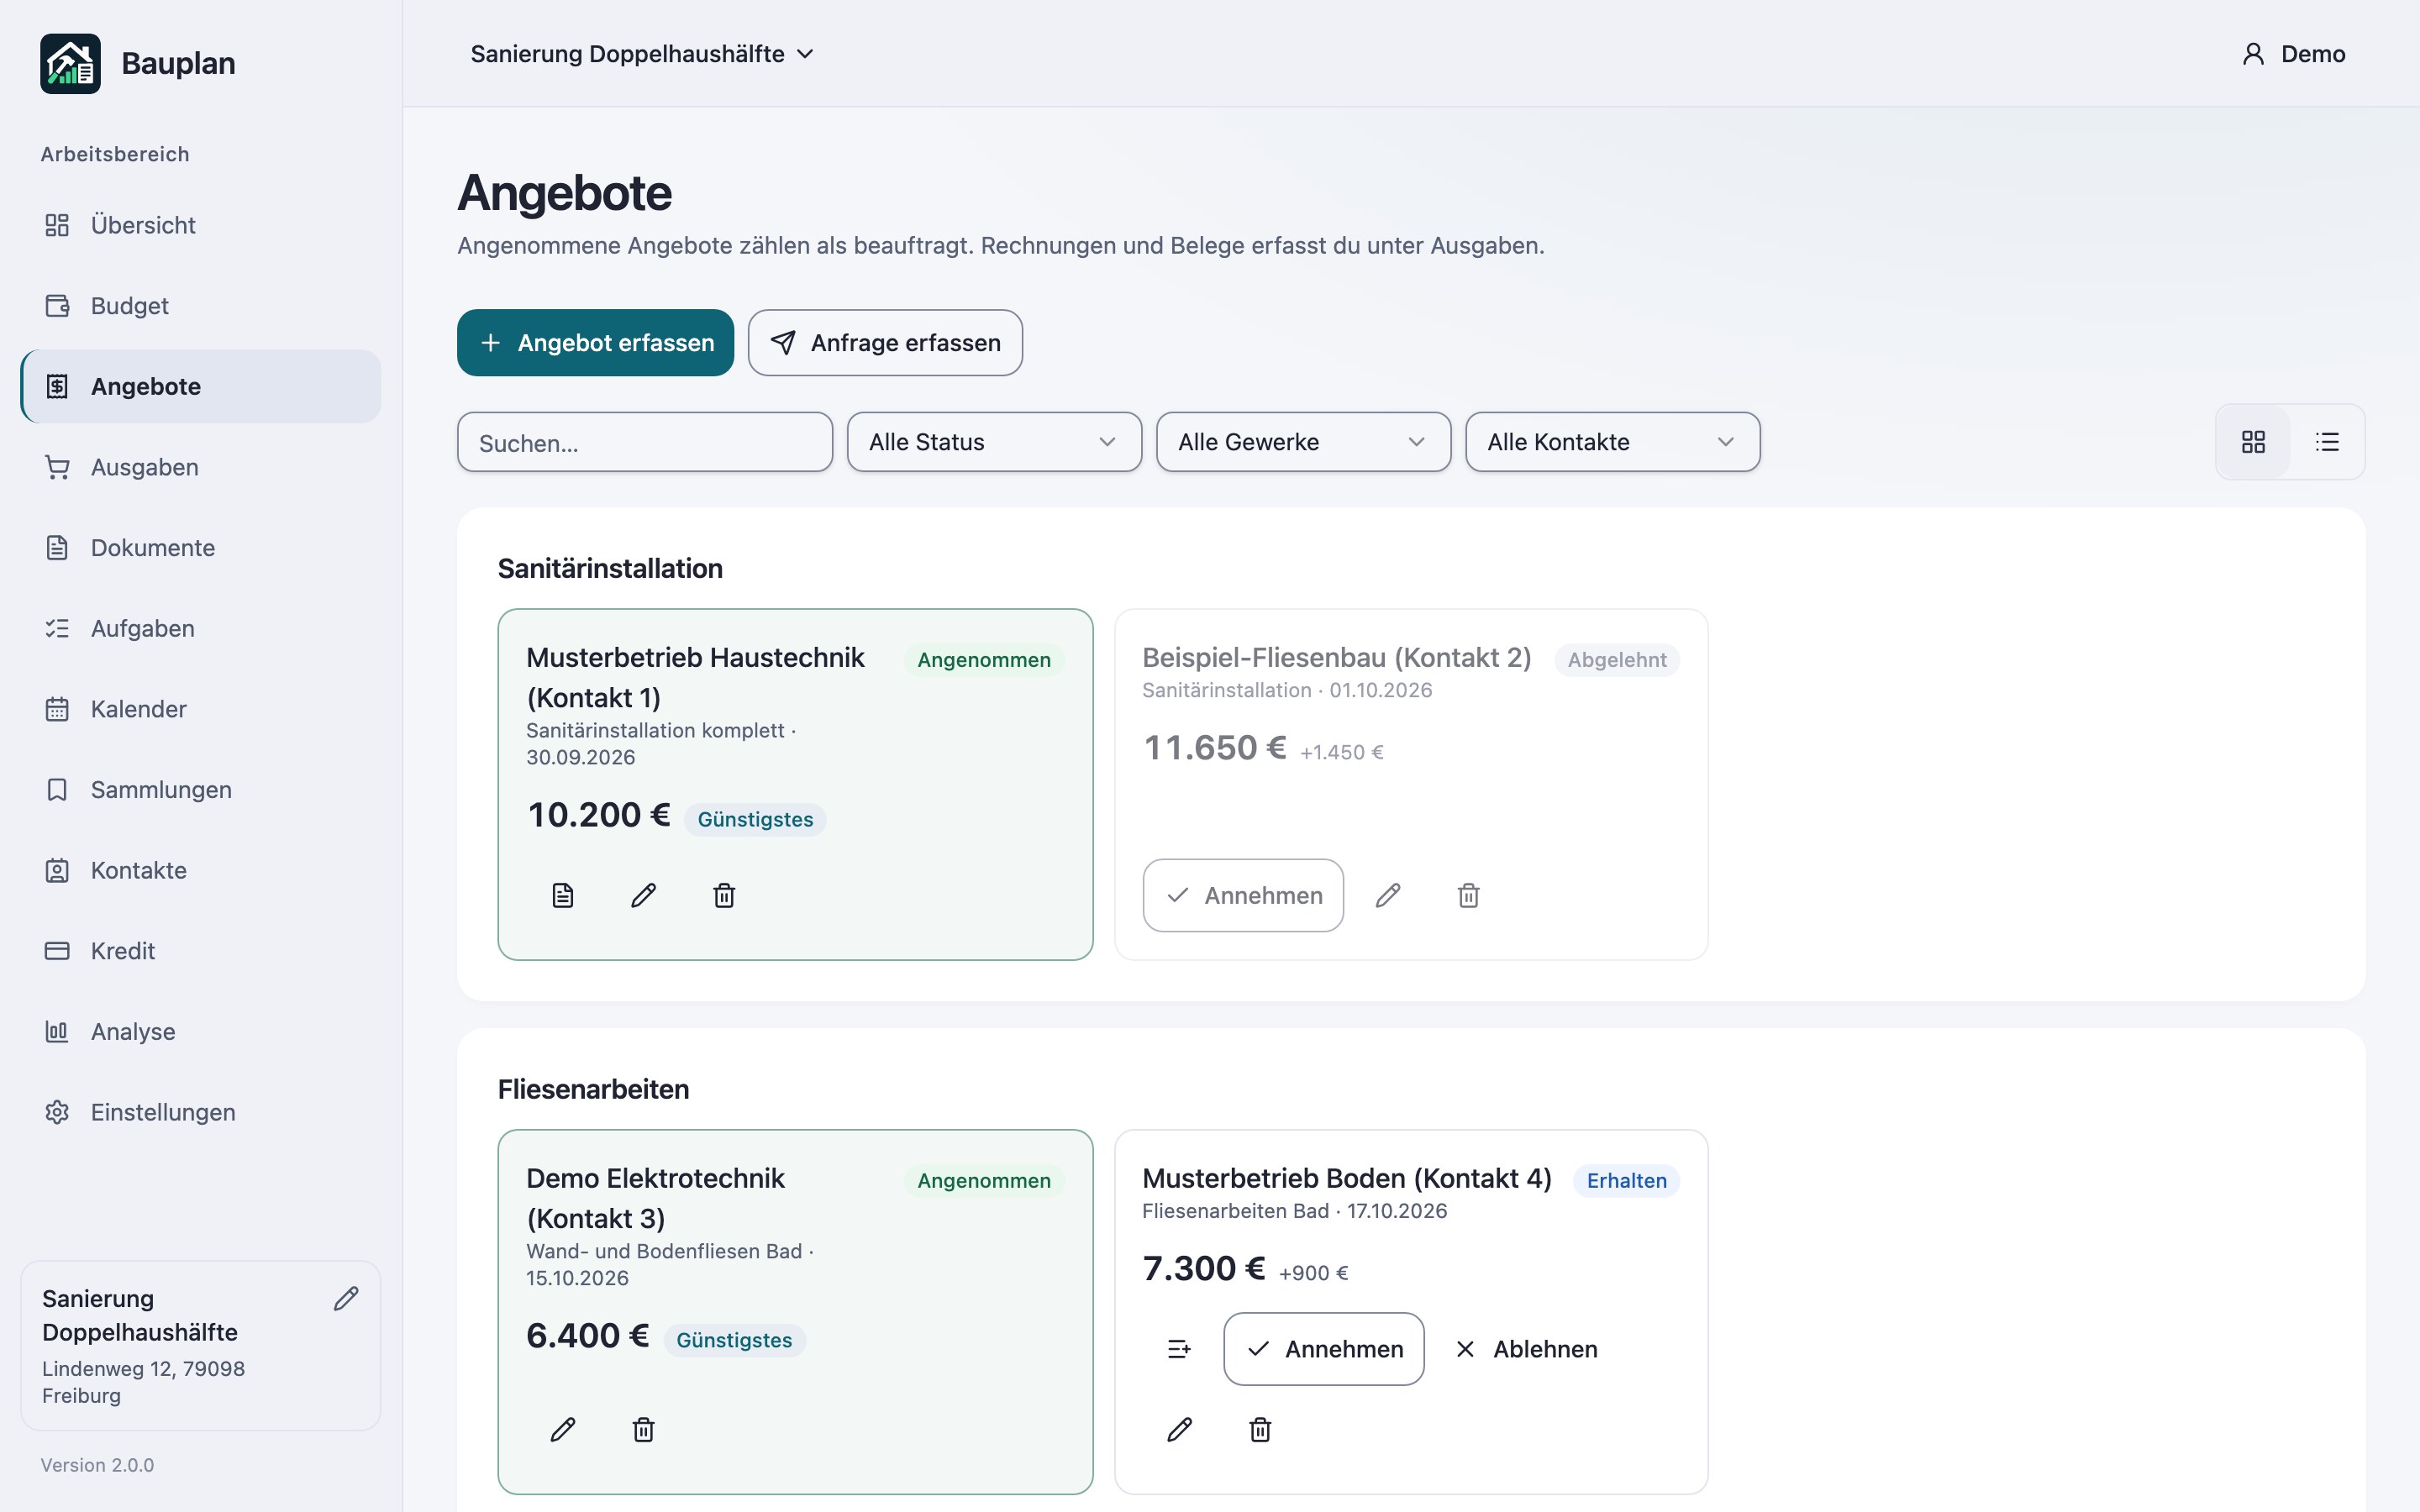 Bauplan
Arbeitsbereich
Übersicht
Budget
Angebote
Ausgaben
Dokumente
Aufgaben
Kalender
Sammlungen
Kontakte
Kredit
Analyse
Einstellungen
Sanierung
Doppelhaushälfte
Lindenweg 12, 79098
Freiburg
Version 2.0.0
Sanierung Doppelhaushälfte
Demo
Angebote
Angenommene Angebote zählen als beauftragt. Rechnungen und Belege erfasst du unter Ausgaben.
Angebot erfassen
Anfrage erfassen
Suchen...
Alle Status
Alle Gewerke
Alle Kontakte
Sanitärinstallation
Musterbetrieb Haustechnik
(Kontakt 1)
Angenommen
Sanitärinstallation komplett ·
30.09.2026
10.200 € Günstigstes
Beispiel-Fliesenbau (Kontakt 2)
Abgelehnt
Sanitärinstallation · 01.10.2026
11.650 € +1.450 €
Annehmen
Fliesenarbeiten
Demo Elektrotechnik
(Kontakt 3)
Angenommen
Wand- und Bodenfliesen Bad ·
15.10.2026
6.400 € Günstigstes
Musterbetrieb Boden (Kontakt 4)
Erhalten
Fliesenarbeiten Bad · 17.10.2026
7.300 € +900 €
Annehmen
Ablehnen